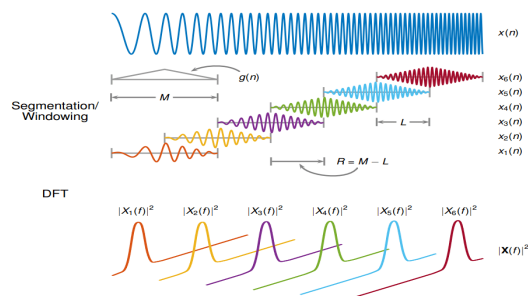 x(n)
g(n)
M
Segmentation/
Windowing
x₆(n)
x₅(n)
x₄(n)
L
x₃(n)
x₂(n)
x₁(n)
R = M – L
DFT
|X₁(f)|² |X₂(f)|² |X₃(f)|² |X₄(f)|² |X₅(f)|² |X₆(f)|²
|X(f)|²